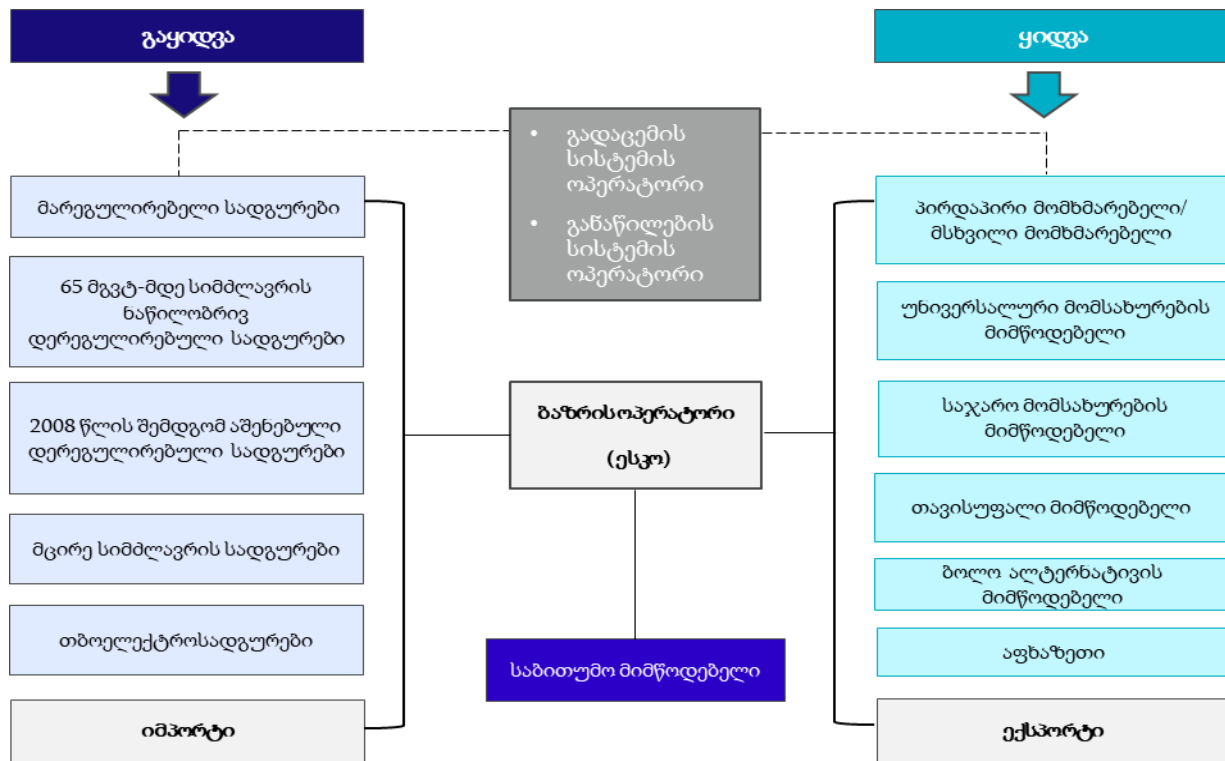 გაყიდვა
ყიდვა
• გადაცემის
სისტემის
ოპერატორი
• განაწილების
სისტემის
ოპერატორი
მარეგულირებელი სადგურები
65 მგვტ-მდე სიმძლავრის
ნაწილობრივ
დერეგულირებული სადგურები
2008 წლის შემდგომ აშენებული
დერეგულირებული სადგურები
მცირე სიმძლავრის სადგურები
თბოელექტროსადგურები
იმპორტი
ბაზრის ოპერატორი
(ესკო)
საბითუმო მიმწოდებელი
პირდაპირი მომხმარებელი/
მსხვილი მომხმარებელი
უნივერსალური მომსახურების
მიმწოდებელი
საჯარო მომსახურების
მიმწოდებელი
თავისუფალი მიმწოდებელი
ბოლო ალტერნატივის
მიმწოდებელი
აფხაზეთი
ექსპორტი